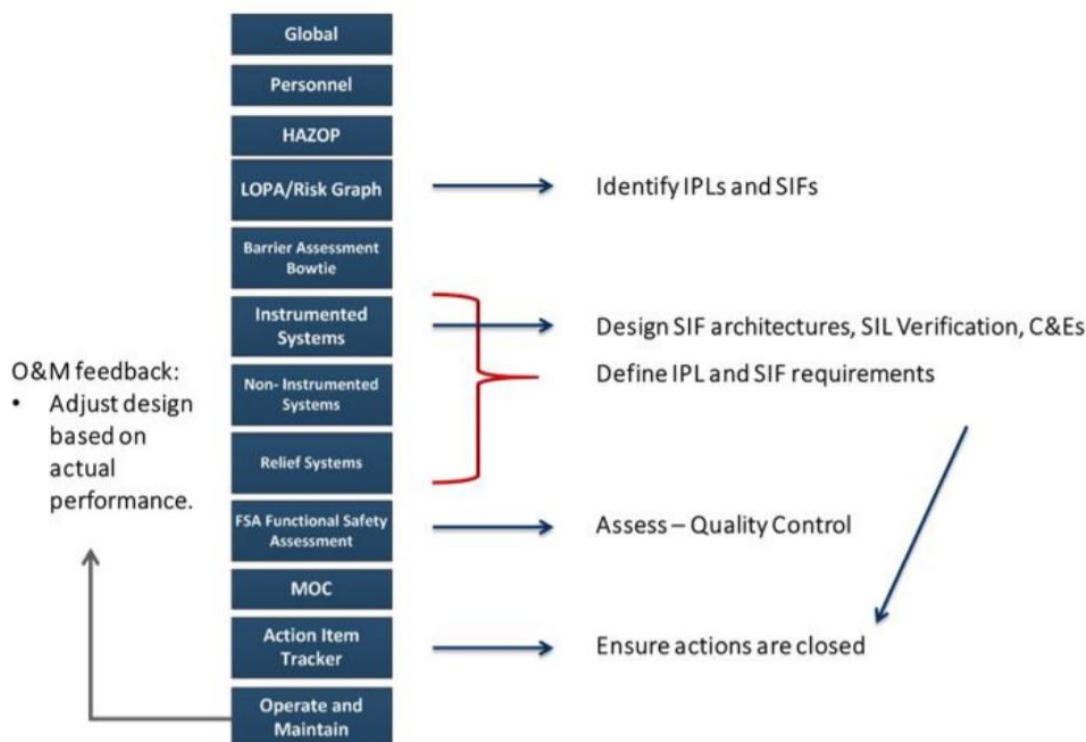 Global
Personnel
HAZOP
LOPA/Risk Graph
Identify IPLs and SIFs
Barrier Assessment
Bowtie
Instrumented
Systems
Design SIF architectures, SIL Verification, C&Es
Define IPL and SIF requirements
Non- Instrumented
Systems
Relief Systems
O&M feedback:
• Adjust design
based on
actual
performance.
FSA Functional Safety
Assessment
Assess – Quality Control
MOC
Action Item
Tracker
Ensure actions are closed
Operate and
Maintain